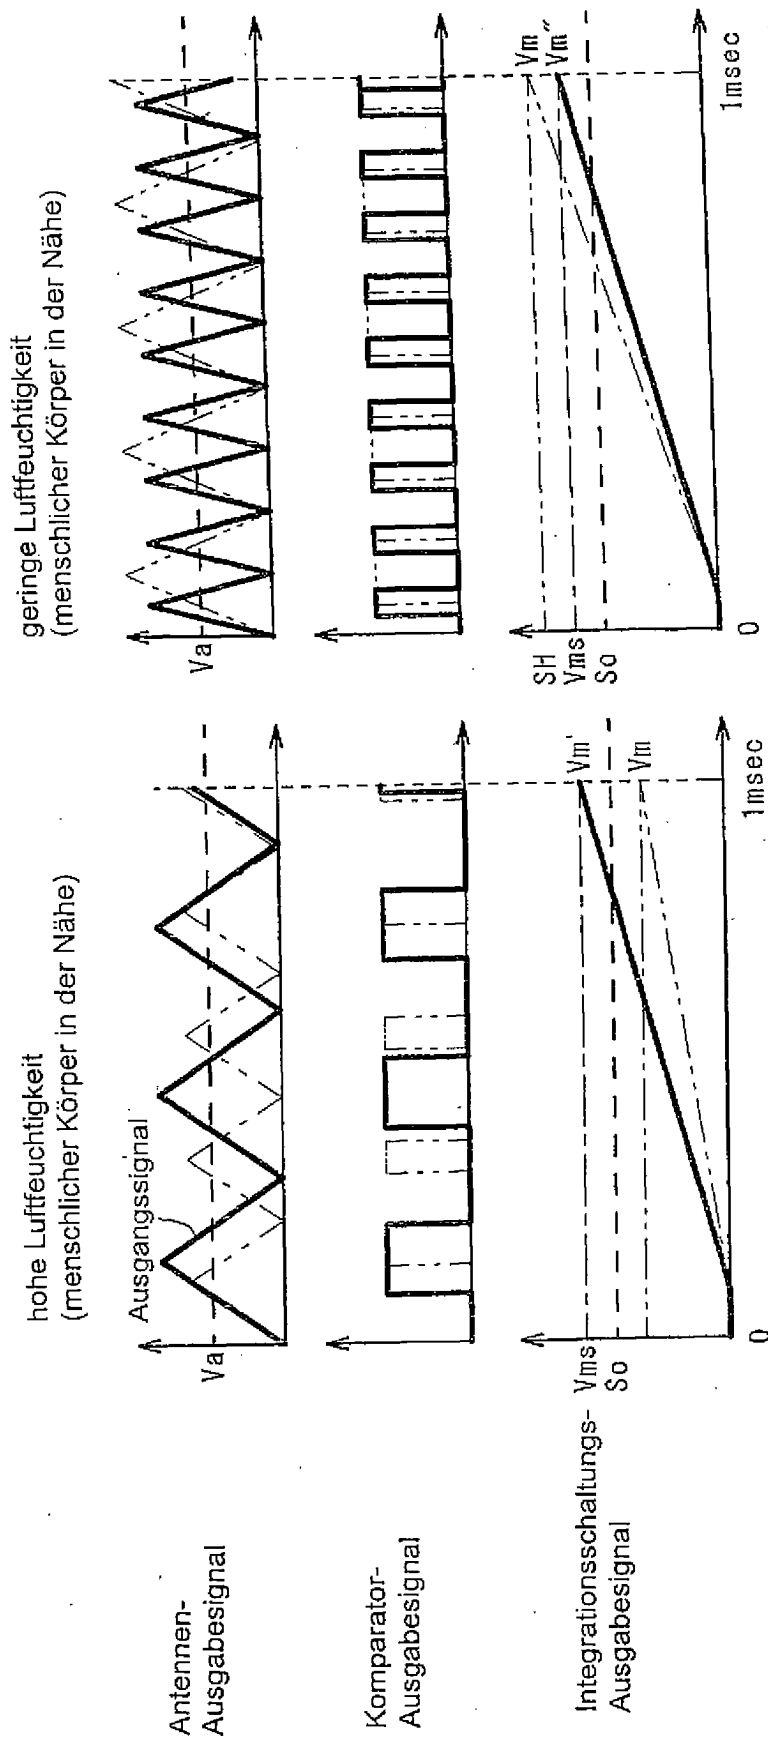 hohe Luftfeuchtigkeit
(menschlicher Körper in der Nähe)
geringe Luftfeuchtigkeit
(menschlicher Körper in der Nähe)
Antennen-
Ausgabesignal
Va
Ausgangssignal
Va
Komparator-
Ausgabesignal
Integrationsschaltungs-
Ausgabesignal
Vms
So
Vm'
Vm
0
1msec
SH
Vms
So
Vm
Vm"
0
1msec